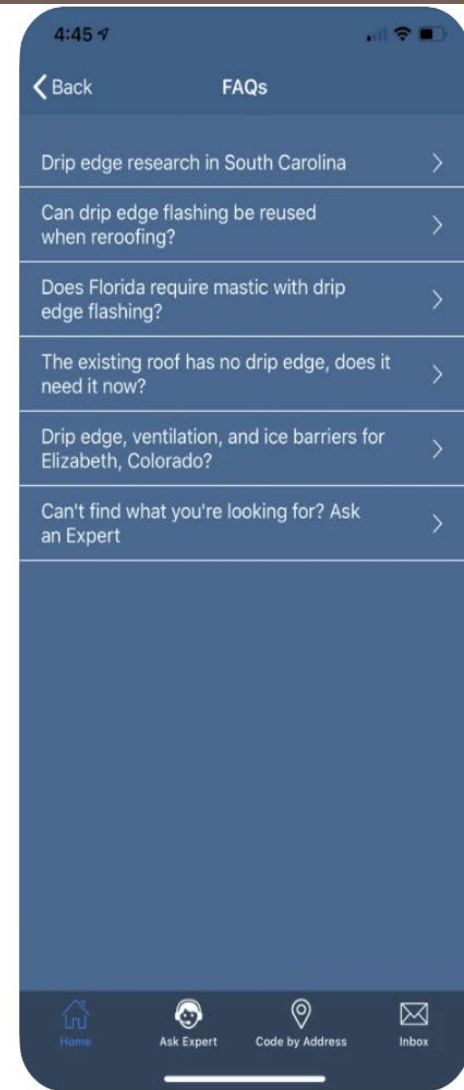 4:45
Back
FAQs
Drip edge research in South Carolina
Can drip edge flashing be reused
when reroofing?
Does Florida require mastic with drip
edge flashing?
The existing roof has no drip edge, does it
need it now?
Drip edge, ventilation, and ice barriers for
Elizabeth, Colorado?
Can't find what you're looking for? Ask
an Expert
Home
Ask Expert
Code by Address
Inbox